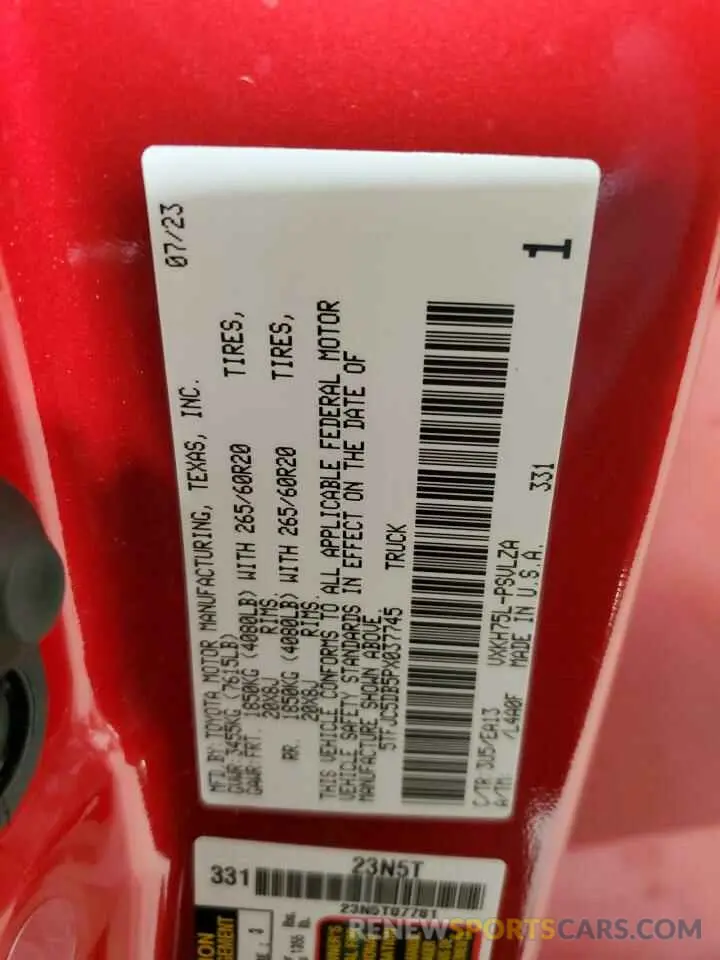 MFD.BY:TOYOTA MOTOR MANUFACTURING, TEXAS, INC. 07/23
GVWR:3455KG(7615LB)
GAWR:FRT. 1850KG(4080LB)WITH 265/60R20 TIRES,
20X8J RIMS.
RR. 1850KG(4080LB)WITH 265/60R20 TIRES,
20X8J RIMS.
THIS VEHICLE CONFORMS TO ALL APPLICABLE FEDERAL MOTOR
VEHICLE SAFETY STANDARDS IN EFFECT ON THE DATE OF
MANUFACTURE SHOWN ABOVE.
5TFJC5DB5PX037745 TRUCK
C/TR 3U5/EA13 VXKH75L-PSVLZA 331
A/TM /L4A0F MADE IN U.S.A.
1
331
23N5T
RENEWSPORTSCARS.COM